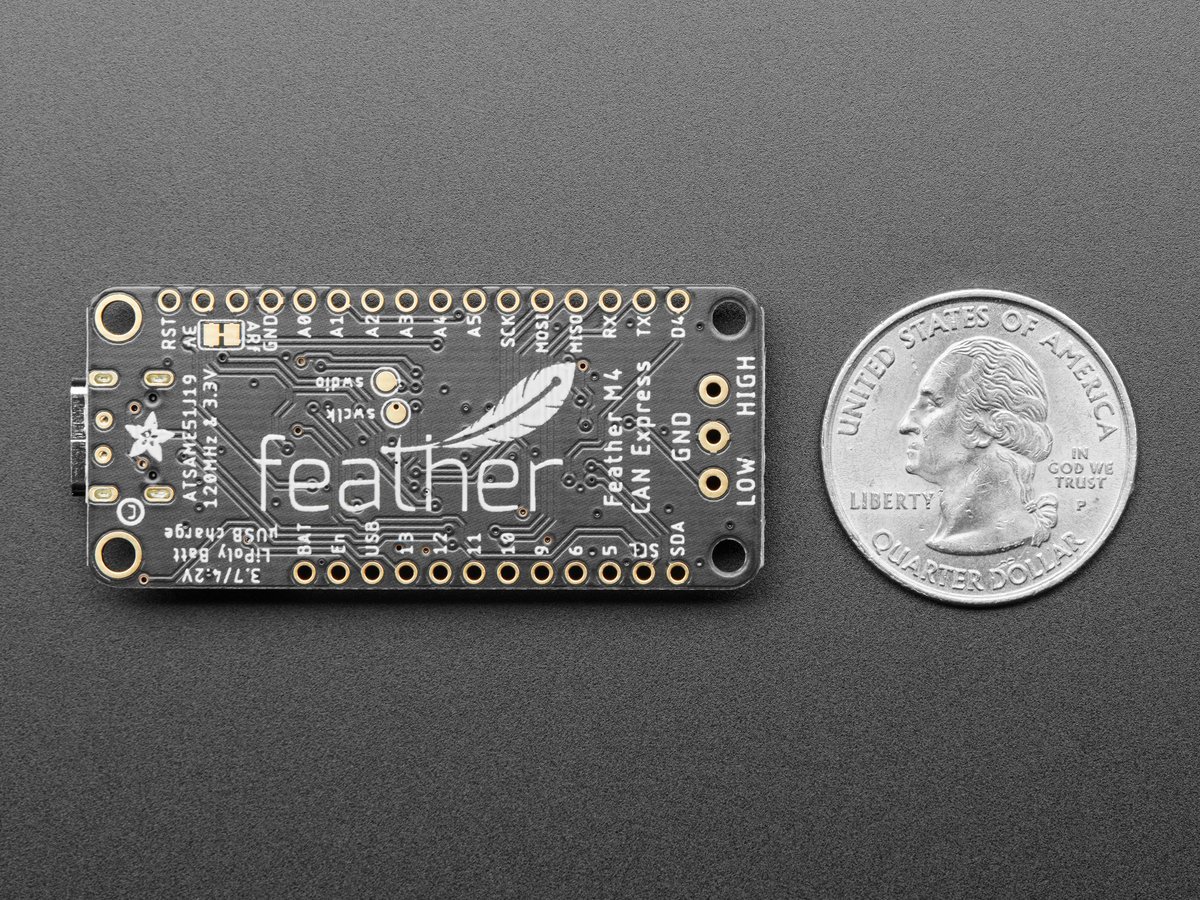 RST
AE
ARf
GND
A0
A1
A2
A3
A4
A5
SCK
MOSI
MISO
RX
TX
D4
ATSAME51J19
120MHz & 3.3V
swdio
swclk
feather
Feather M4
CAN Express
HIGH
GND
LOW
J
µUSB charge
LiPoly Batt
3.7/4.2V
BAT
En
USB
13
12
11
10
9
6
5
SCL
SDA
UNITED STATES OF AMERICA
LIBERTY
IN
GOD WE
TRUST
P
QUARTER DOLLAR